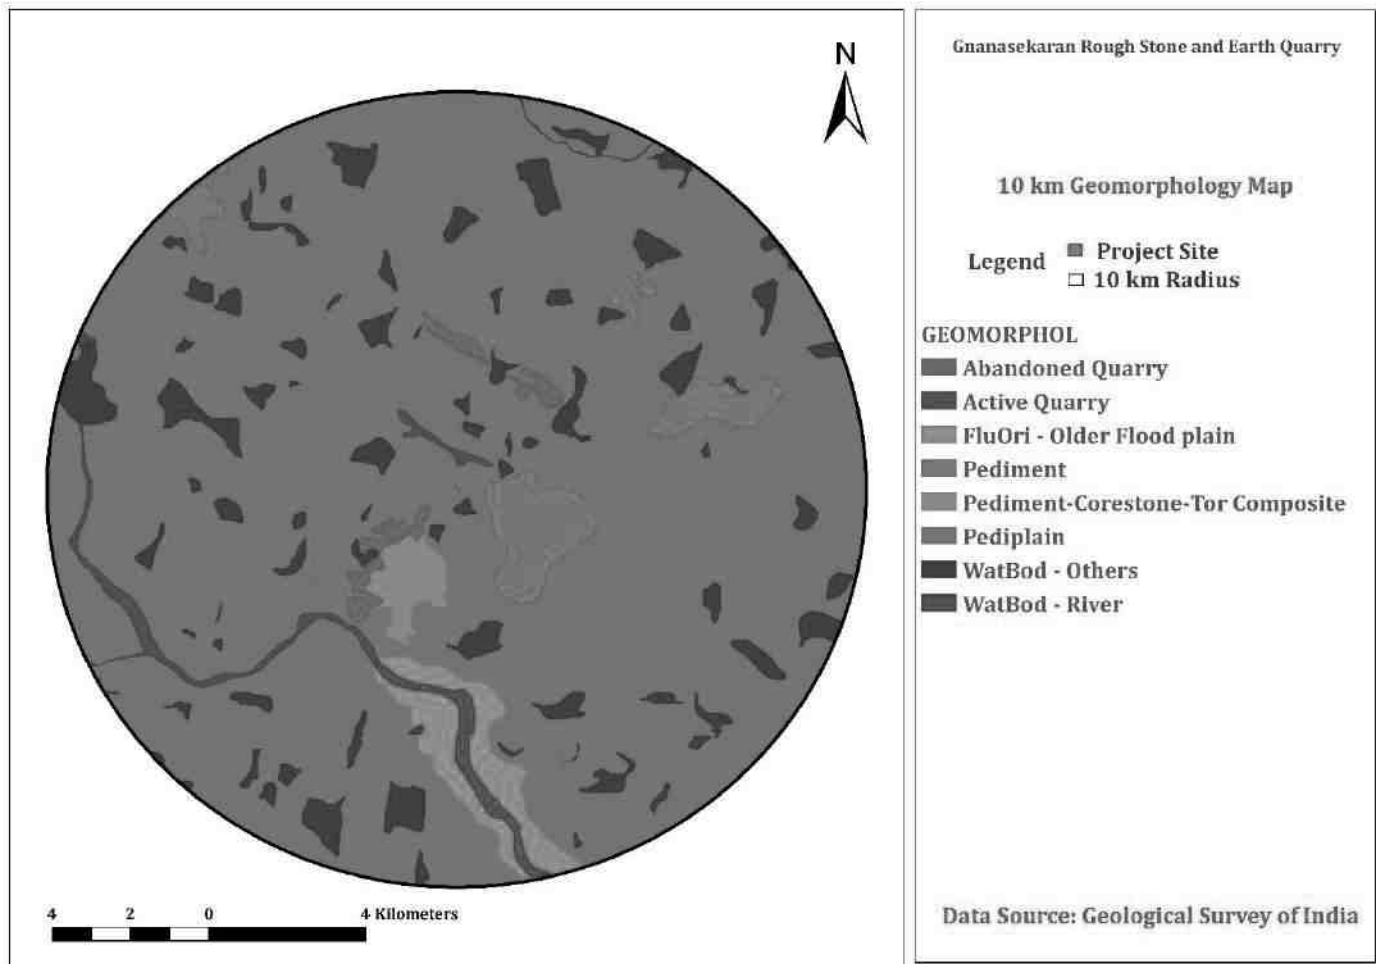 N
4 2 0 4 Kilometers
Gnanasekaran Rough Stone and Earth Quarry
10 km Geomorphology Map
Legend
Project Site
10 km Radius
GEOMORPHOL
Abandoned Quarry
Active Quarry
FluOri - Older Flood plain
Pediment
Pediment-Corestone-Tor Composite
Pediplain
WatBod - Others
WatBod - River
Data Source: Geological Survey of India